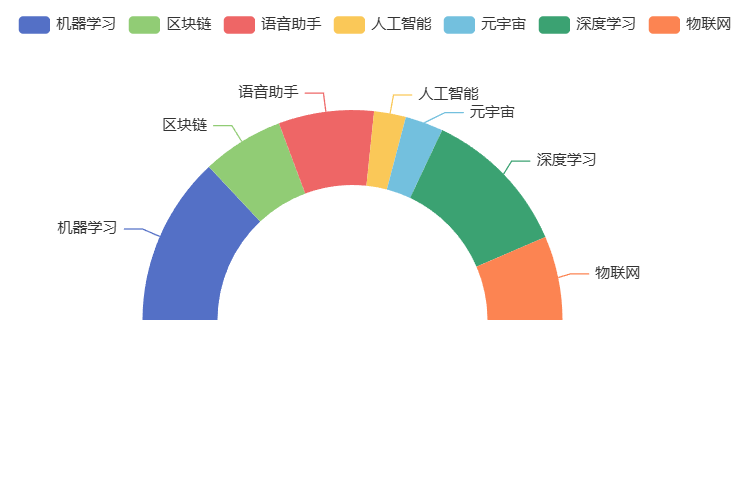 机器学习 区块链 语音助手 人工智能 元宇宙 深度学习 物联网
语音助手
人工智能
元宇宙
区块链
深度学习
机器学习
物联网